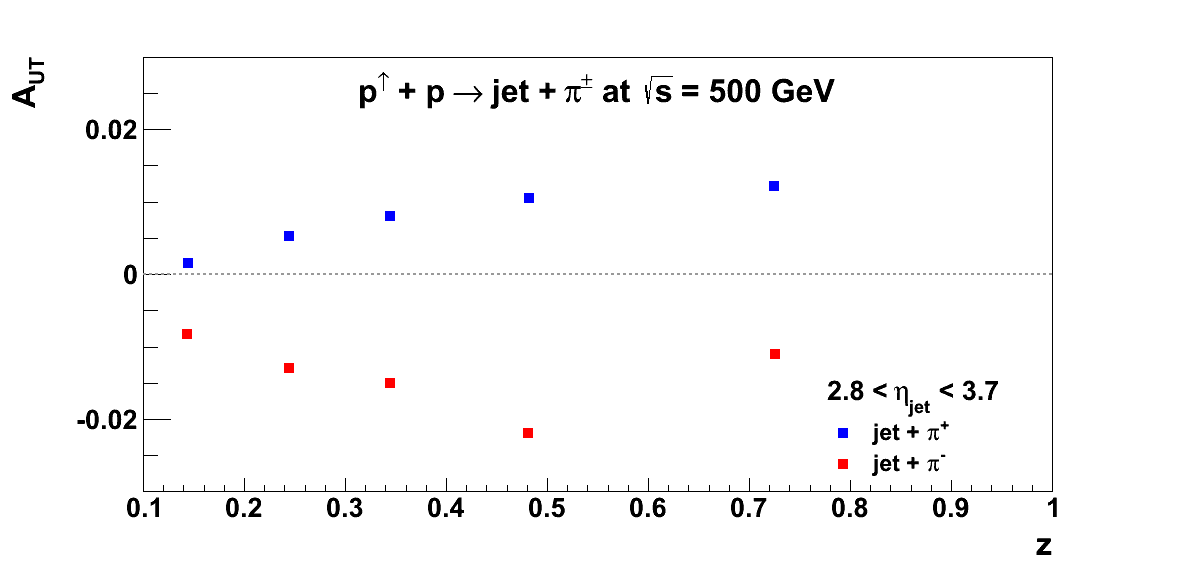 A_UT
p↑ + p → jet + π± at √s = 500 GeV
0.02
0
-0.02
2.8 < η_jet < 3.7
jet + π+
jet + π-
0.1 0.2 0.3 0.4 0.5 0.6 0.7 0.8 0.9 1
z